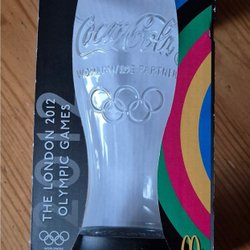 Coca-Cola
WORLDWIDE PARTNER
2012
THE LONDON 2012
OLYMPIC GAMES